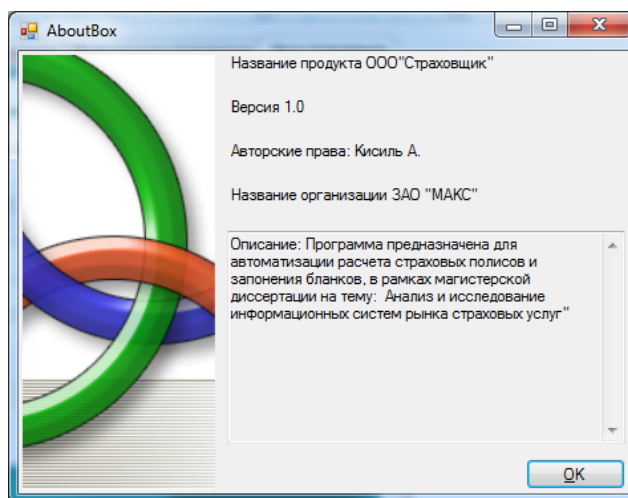 AboutBox
Название продукта ООО"Страховщик"
Версия 1.0
Авторские права: Кисиль А.
Название организации ЗАО "МАКС"
Описание: Программа предназначена для
автоматизации расчета страховых полисов и
запонения бланков, в рамках магистерской
диссертации на тему:  Анализ и исследование
информационных систем рынка страховых услуг"
OK